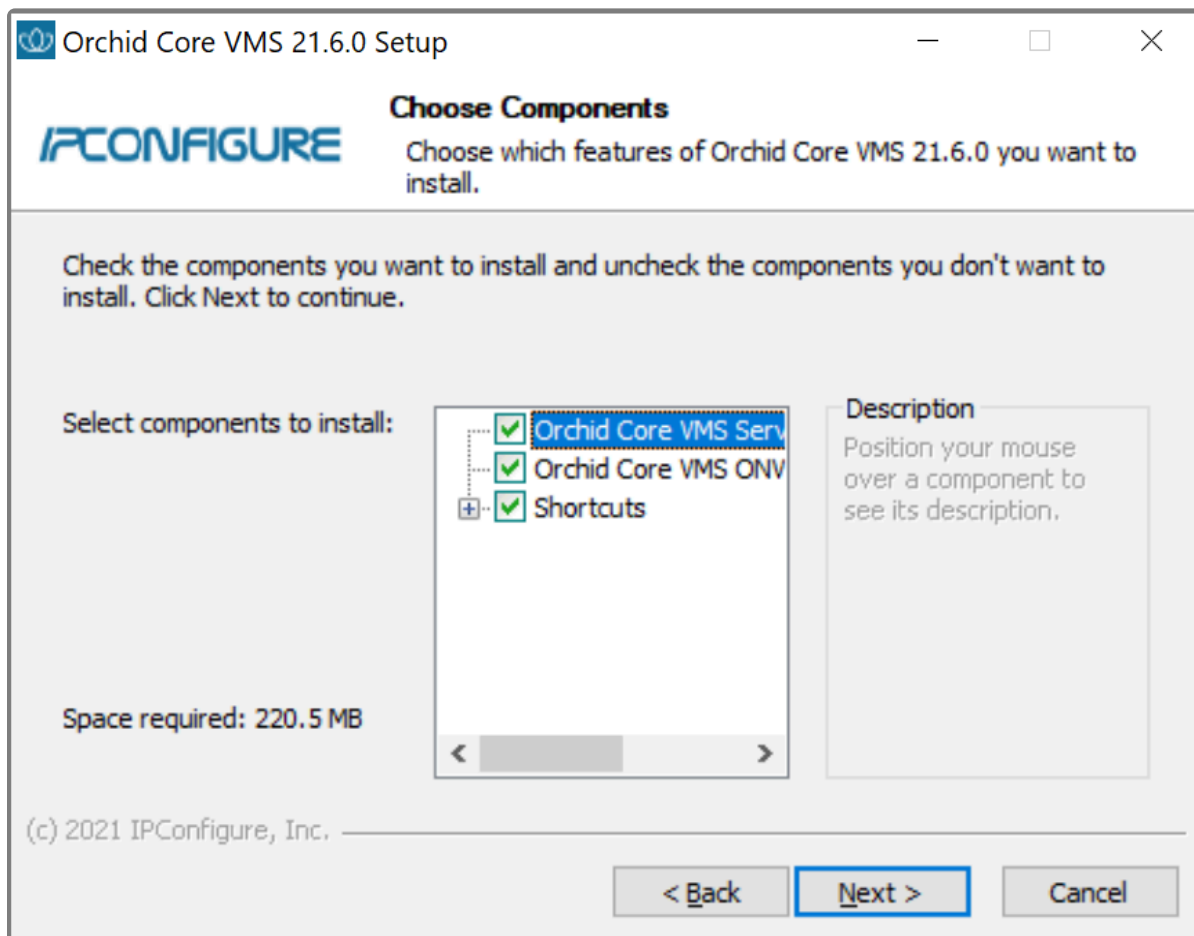 Orchid Core VMS 21.6.0 Setup
IPCONFIGURE
Choose Components
Choose which features of Orchid Core VMS 21.6.0 you want to
install.
Check the components you want to install and uncheck the components you don't want to
install. Click Next to continue.
Select components to install:
Orchid Core VMS Serv
Orchid Core VMS ONV
Shortcuts
Description
Position your mouse
over a component to
see its description.
Space required: 220.5 MB
(c) 2021 IPConfigure, Inc.
< Back
Next >
Cancel